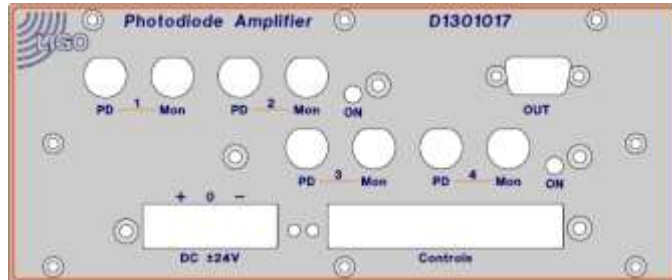 LIGO Photodiode Amplifier D1301017
PD 1 Mon PD 2 Mon ON OUT
PD 3 Mon PD 4 Mon ON
+ 0 -
DC ±24V Controls